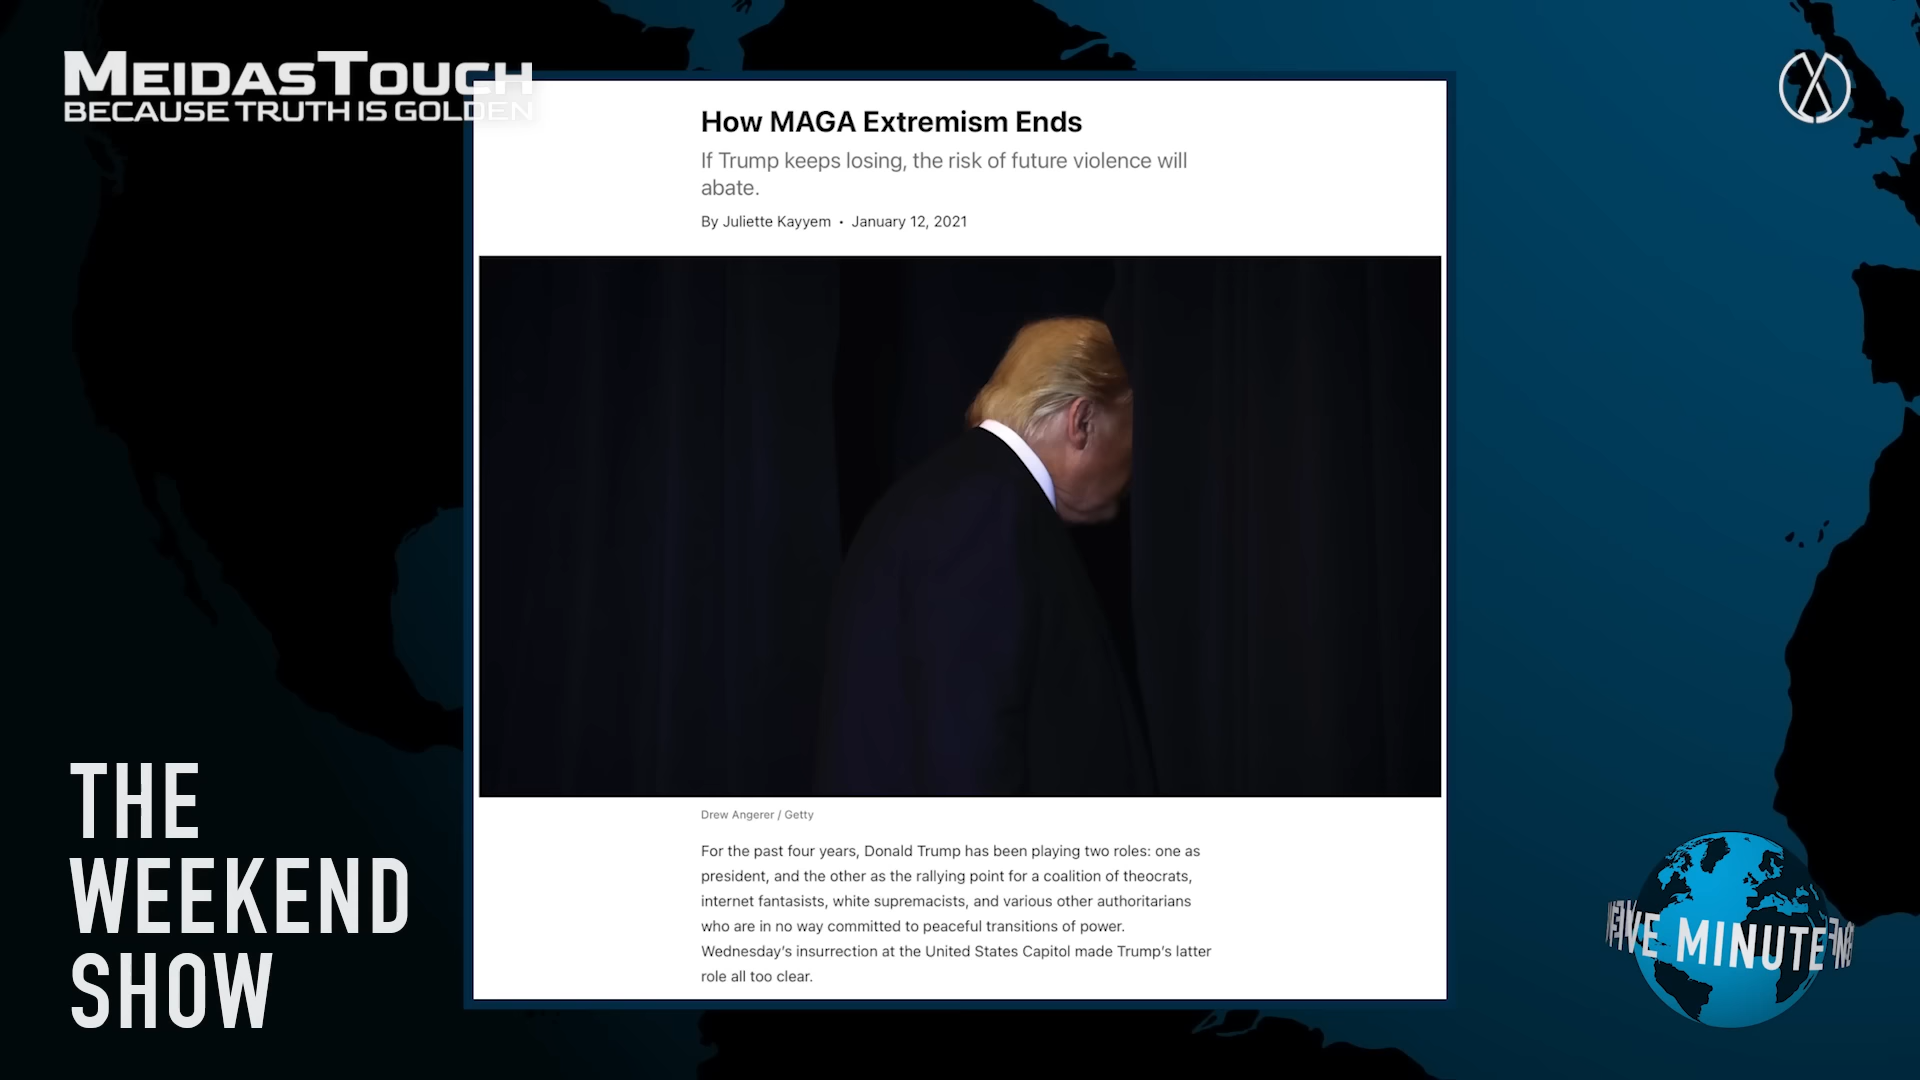 MEIDASTOUCH
BECAUSE TRUTH IS GOLDEN
How MAGA Extremism Ends
If Trump keeps losing, the risk of future violence will
abate.
By Juliette Kayyem • January 12, 2021
Drew Angerer / Getty
For the past four years, Donald Trump has been playing two roles: one as
president, and the other as the rallying point for a coalition of theocrats,
internet fantasists, white supremacists, and various other authoritarians
who are in no way committed to peaceful transitions of power.
Wednesday’s insurrection at the United States Capitol made Trump’s latter
role all too clear.
THE
WEEKEND
SHOW
FIVE MINUTE